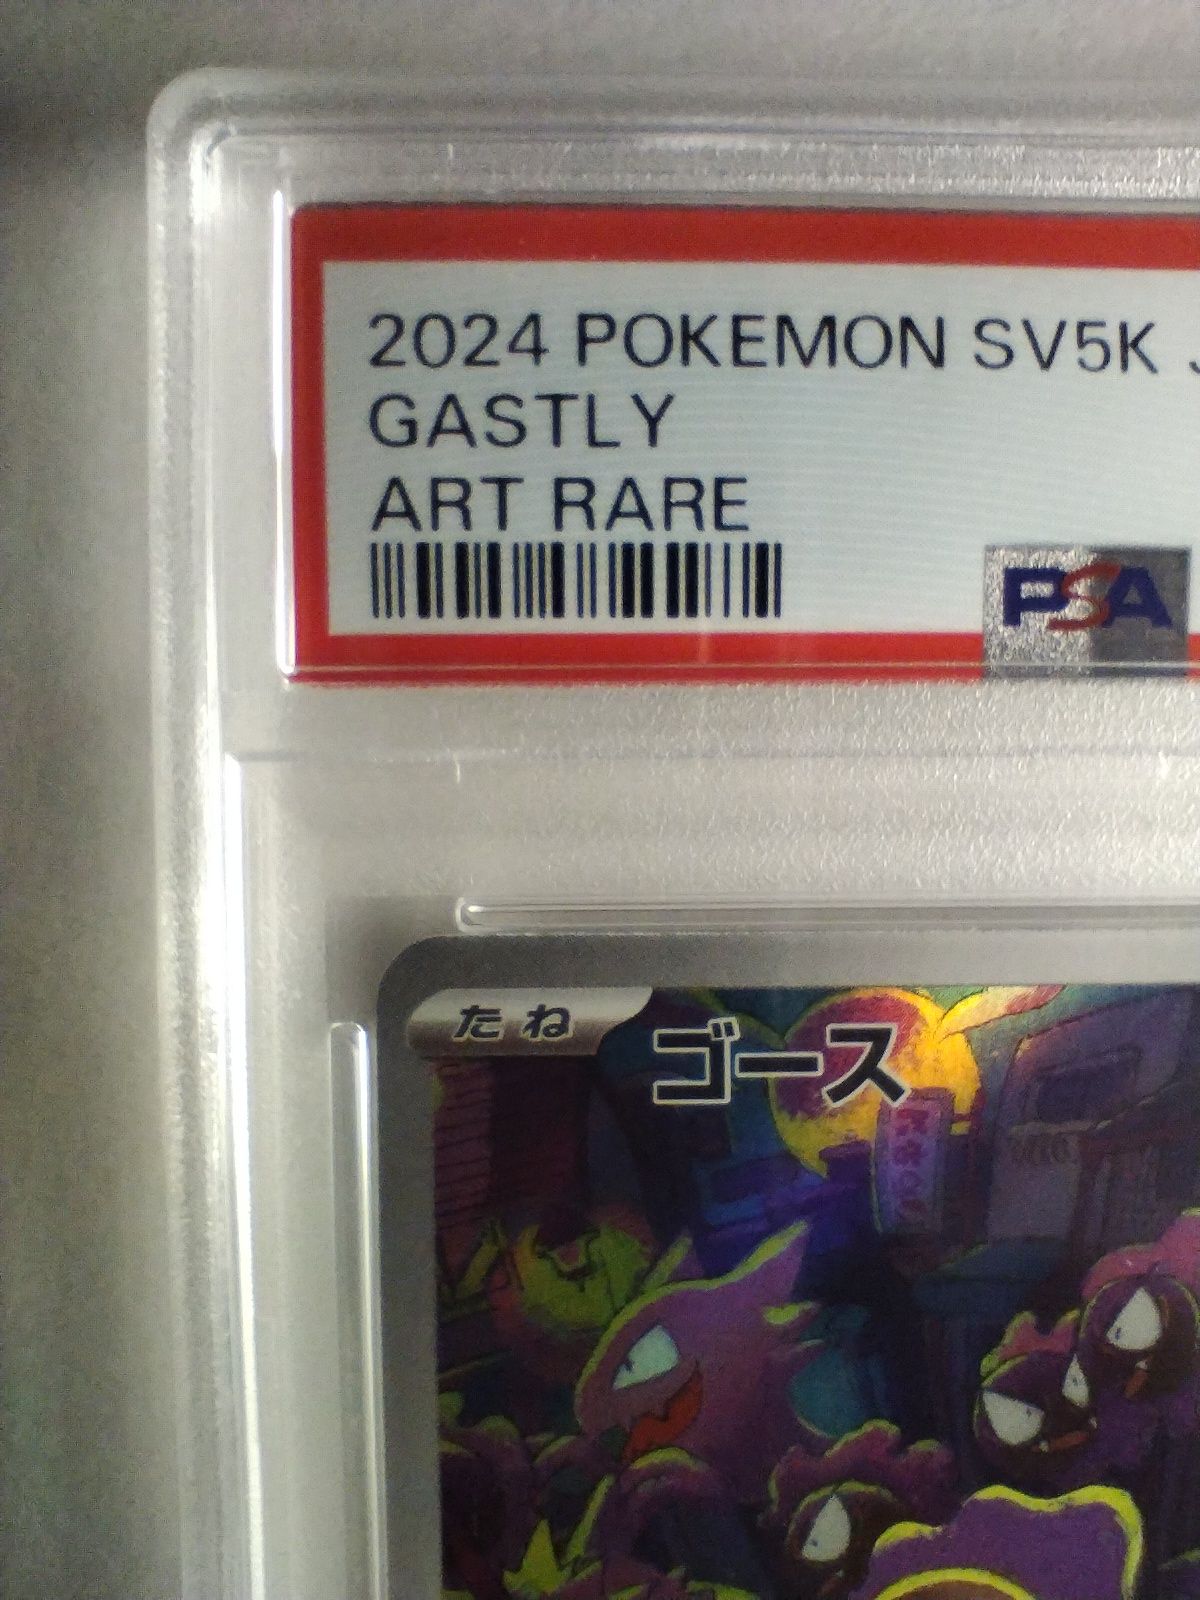 2024 POKEMON SV5K J
GASTLY
ART RARE
PSA
たね
ゴース